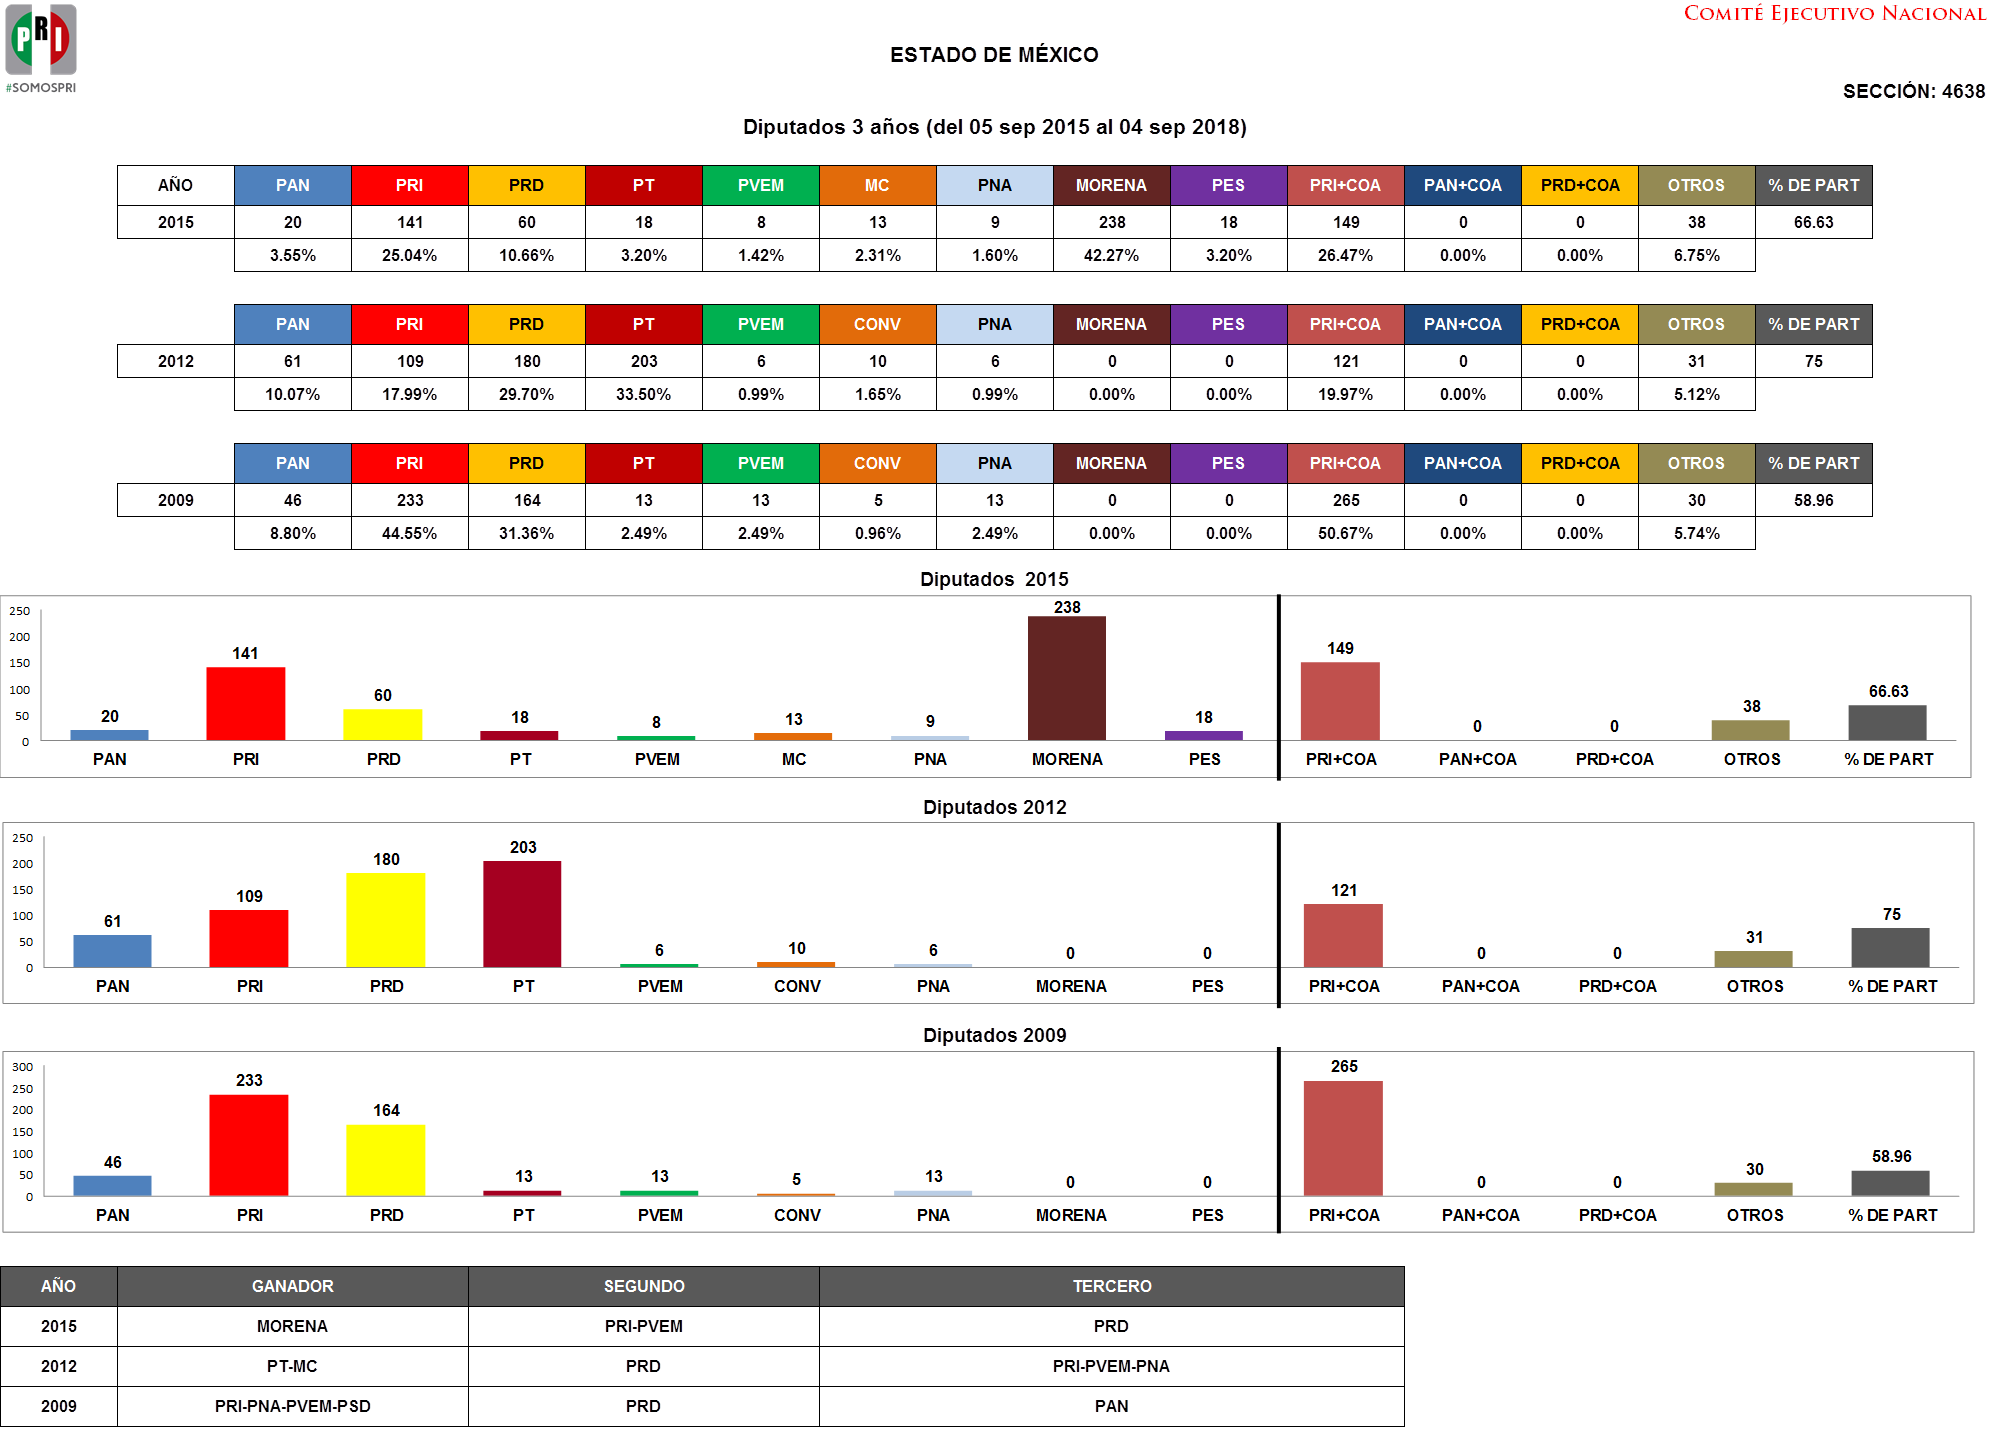 PRI
#SOMOSPRI
COMITÉ EJECUTIVO NACIONAL
ESTADO DE MÉXICO
SECCIÓN: 4638
Diputados 3 años (del 05 sep 2015 al 04 sep 2018)
AÑO PAN PRI PRD PT PVEM MC PNA MORENA PES PRI+COA PAN+COA PRD+COA OTROS % DE PART
2015 20 141 60 18 8 13 9 238 18 149 0 0 38 66.63
3.55% 25.04% 10.66% 3.20% 1.42% 2.31% 1.60% 42.27% 3.20% 26.47% 0.00% 0.00% 6.75%
PAN PRI PRD PT PVEM CONV PNA MORENA PES PRI+COA PAN+COA PRD+COA OTROS % DE PART
2012 61 109 180 203 6 10 6 0 0 121 0 0 31 75
10.07% 17.99% 29.70% 33.50% 0.99% 1.65% 0.99% 0.00% 0.00% 19.97% 0.00% 0.00% 5.12%
PAN PRI PRD PT PVEM CONV PNA MORENA PES PRI+COA PAN+COA PRD+COA OTROS % DE PART
2009 46 233 164 13 13 5 13 0 0 265 0 0 30 58.96
8.80% 44.55% 31.36% 2.49% 2.49% 0.96% 2.49% 0.00% 0.00% 50.67% 0.00% 0.00% 5.74%
Diputados 2015
250
200
150
100
50
0
20 141 60 18 8 13 9 238 18 149 0 0 38 66.63
PAN PRI PRD PT PVEM MC PNA MORENA PES PRI+COA PAN+COA PRD+COA OTROS % DE PART
Diputados 2012
250
200
150
100
50
0
61 109 180 203 6 10 6 0 0 121 0 0 31 75
PAN PRI PRD PT PVEM CONV PNA MORENA PES PRI+COA PAN+COA PRD+COA OTROS % DE PART
Diputados 2009
300
250
200
150
100
50
0
46 233 164 13 13 5 13 0 0 265 0 0 30 58.96
PAN PRI PRD PT PVEM CONV PNA MORENA PES PRI+COA PAN+COA PRD+COA OTROS % DE PART
AÑO GANADOR SEGUNDO TERCERO
2015 MORENA PRI-PVEM PRD
2012 PT-MC PRD PRI-PVEM-PNA
2009 PRI-PNA-PVEM-PSD PRD PAN